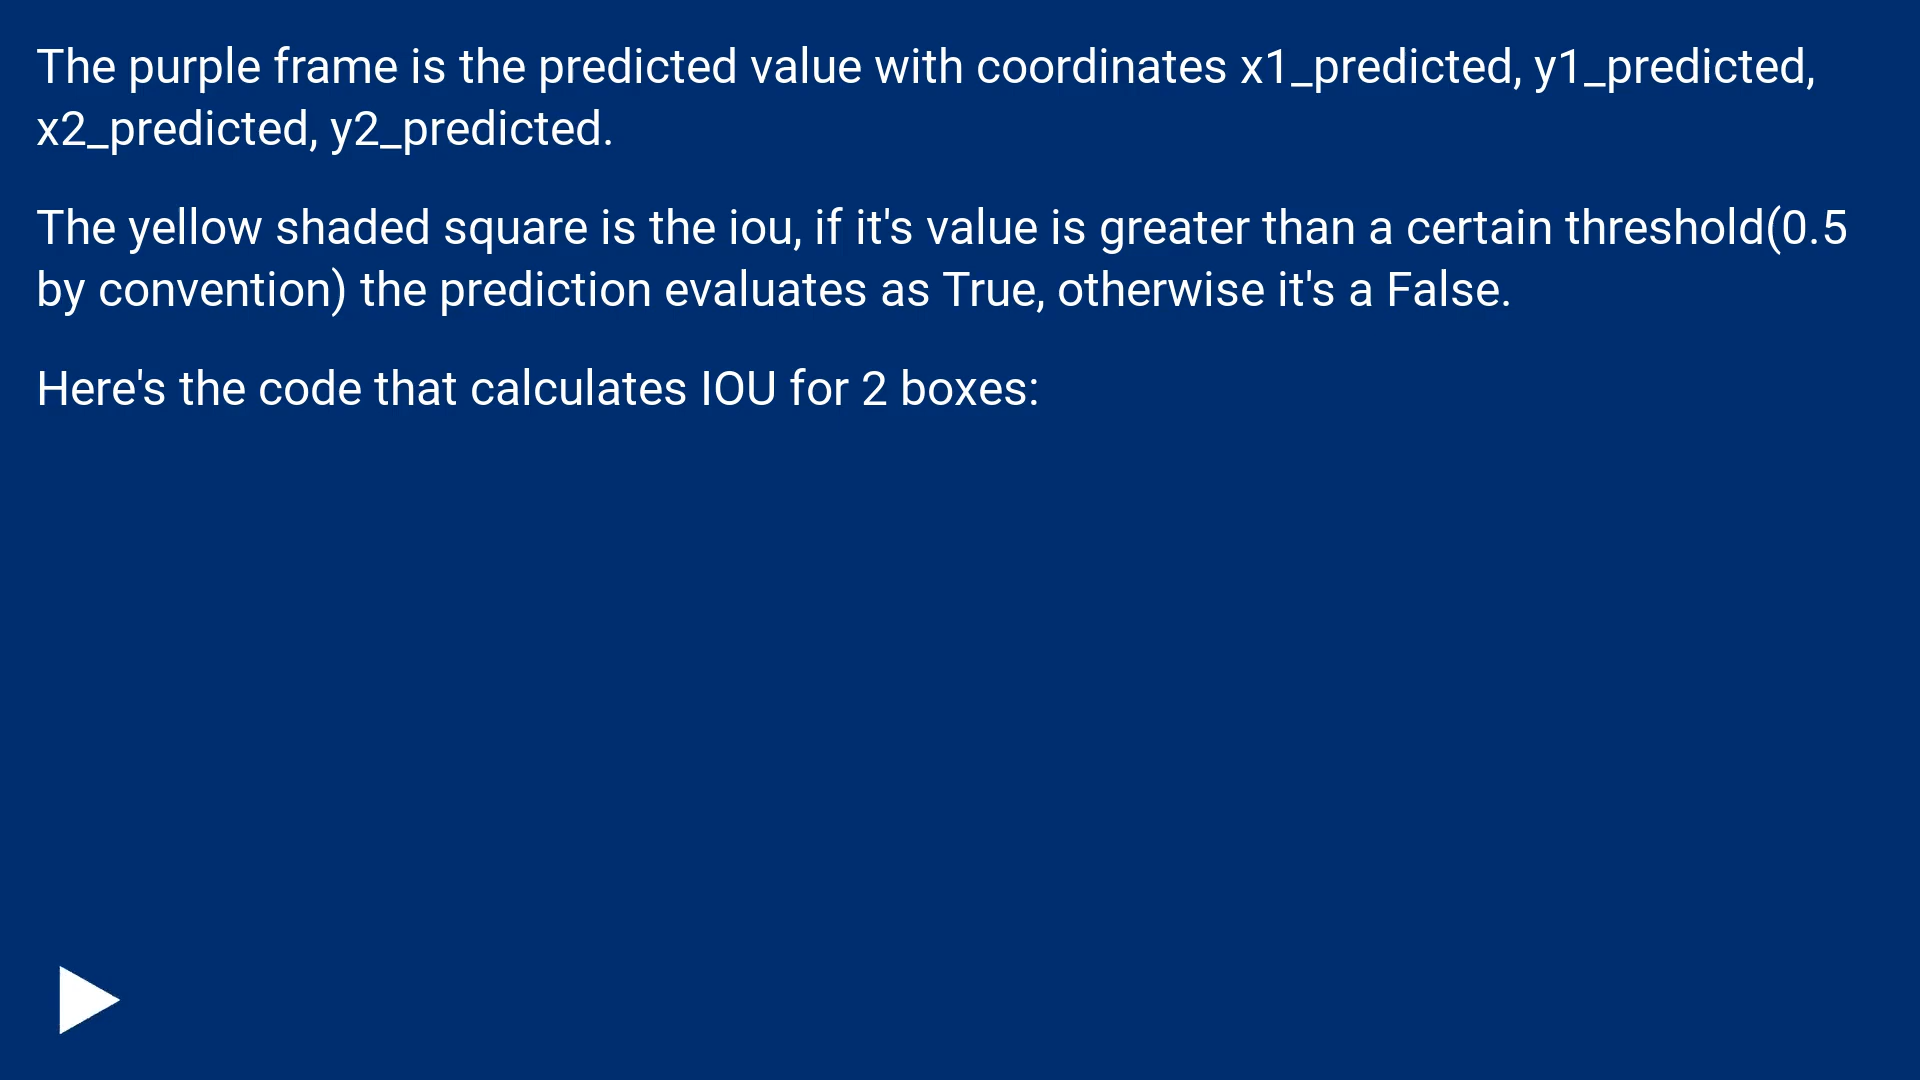 The purple frame is the predicted value with coordinates x1_predicted, y1_predicted,
x2_predicted, y2_predicted.
The yellow shaded square is the iou, if it's value is greater than a certain threshold(0.5
by convention) the prediction evaluates as True, otherwise it's a False.
Here's the code that calculates IOU for 2 boxes: